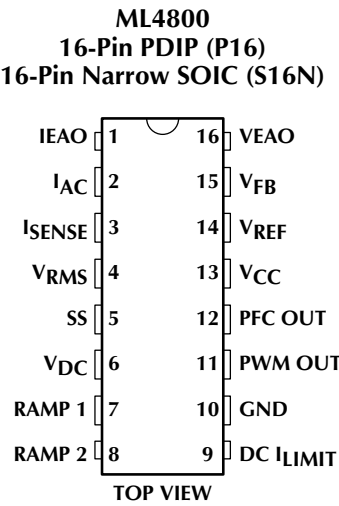 ML4800
16-Pin PDIP (P16)
16-Pin Narrow SOIC (S16N)
IEAO 1 16 VEAO
IAC 2 15 VFB
ISENSE 3 14 VREF
VRMS 4 13 VCC
SS 5 12 PFC OUT
VDC 6 11 PWM OUT
RAMP 1 7 10 GND
RAMP 2 8 9 DC ILIMIT
TOP VIEW